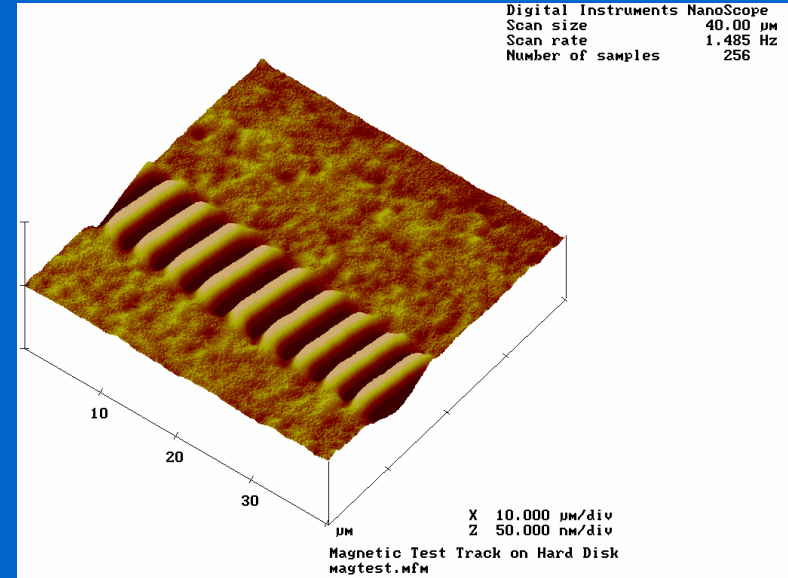 Digital Instruments NanoScope
Scan size 40.00 µm
Scan rate 1.485 Hz
Number of samples 256
10
20
30
µm
X 10.000 µm/div
Z 50.000 nm/div
Magnetic Test Track on Hard Disk
magtest.mfm